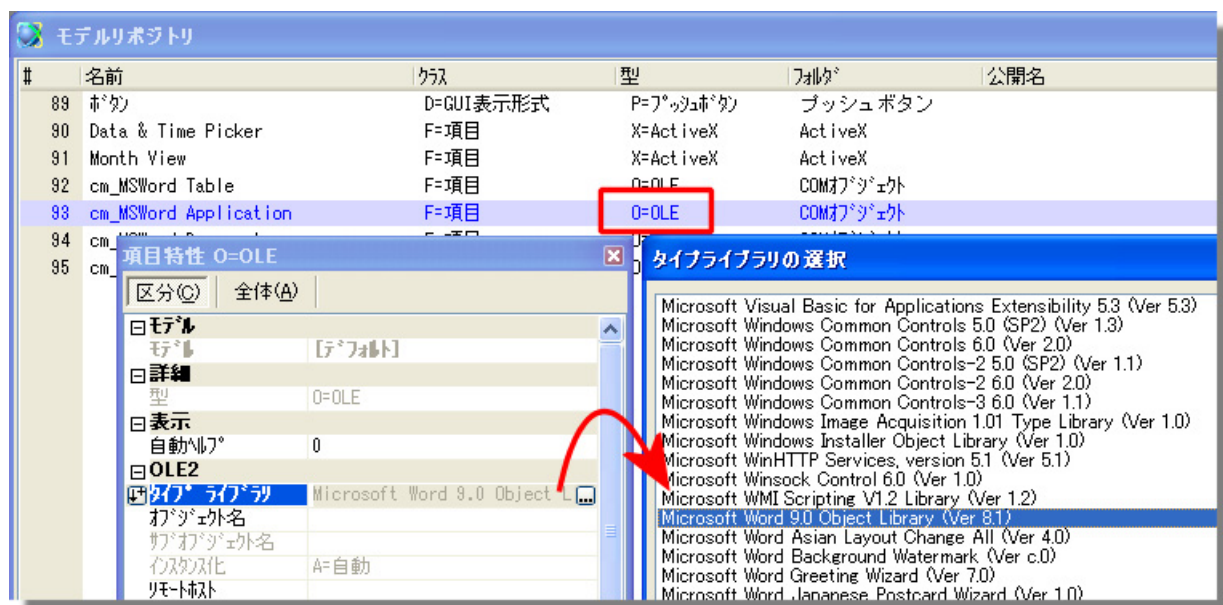 モデルリポジトリ
# 名前 クラス 型 フォルダ 公開名
89 ボタン D=GUI表示形式 P=プッシュボタン プッシュボタン
90 Data & Time Picker F=項目 X=ActiveX ActiveX
91 Month View F=項目 X=ActiveX ActiveX
92 cm_MSWord Table F=項目 O=OLE COMオブジェクト
93 cm_MSWord Application F=項目 O=OLE COMオブジェクト
94 cm_
95 cm_
項目特性 O=OLE
区分(C) 全体(A)
モデル
モデル [デフォルト]
詳細
型 O=OLE
表示
自動ヘルプ 0
OLE2
タイプ ライブラリ Microsoft Word 9.0 Object L ...
オブジェクト名
サブオブジェクト名
インスタンス化 A=自動
リモートホスト
タイプライブラリの選択
Microsoft Visual Basic for Applications Extensibility 5.3 (Ver 5.3)
Microsoft Windows Common Controls 5.0 (SP2) (Ver 1.3)
Microsoft Windows Common Controls 6.0 (Ver 2.0)
Microsoft Windows Common Controls-2 5.0 (SP2) (Ver 1.1)
Microsoft Windows Common Controls-2 6.0 (Ver 2.0)
Microsoft Windows Common Controls-3 6.0 (Ver 1.1)
Microsoft Windows Image Acquisition 1.01 Type Library (Ver 1.0)
Microsoft Windows Installer Object Library (Ver 1.0)
Microsoft WinHTTP Services, version 5.1 (Ver 5.1)
Microsoft Winsock Control 6.0 (Ver 1.0)
Microsoft WMI Scripting V1.2 Library (Ver 1.2)
Microsoft Word 9.0 Object Library (Ver 8.1)
Microsoft Word Asian Layout Change All (Ver 4.0)
Microsoft Word Background Watermark (Ver c.0)
Microsoft Word Greeting Wizard (Ver 7.0)
Microsoft Word Japanese Postcard Wizard (Ver 1.0)